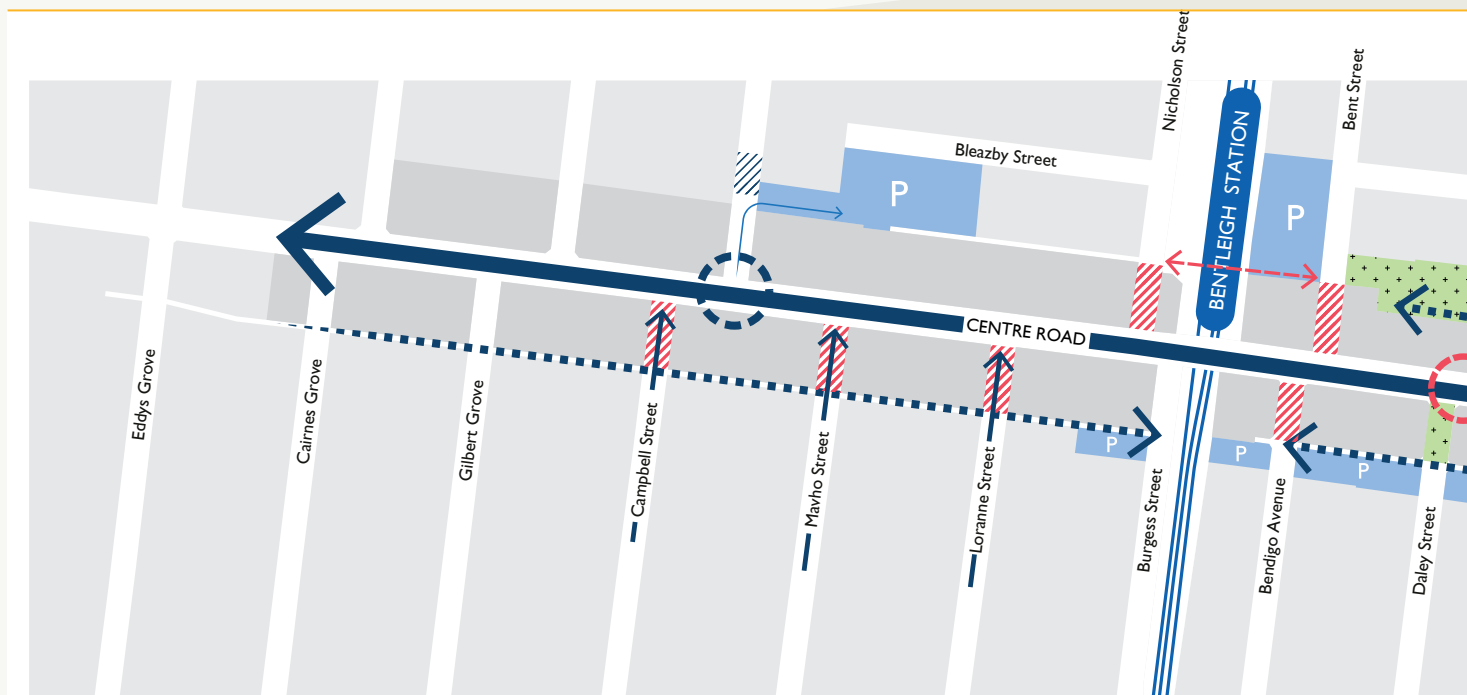 Nicholson Street
Bent Street
Bleazby Street
BENTLEIGH STATION
P
P
CENTRE ROAD
Eddys Grove
Cairnes Grove
Gilbert Grove
Campbell Street
Mavho Street
Loranne Street
P
Burgess Street
P
Bendigo Avenue
P
Daley Street